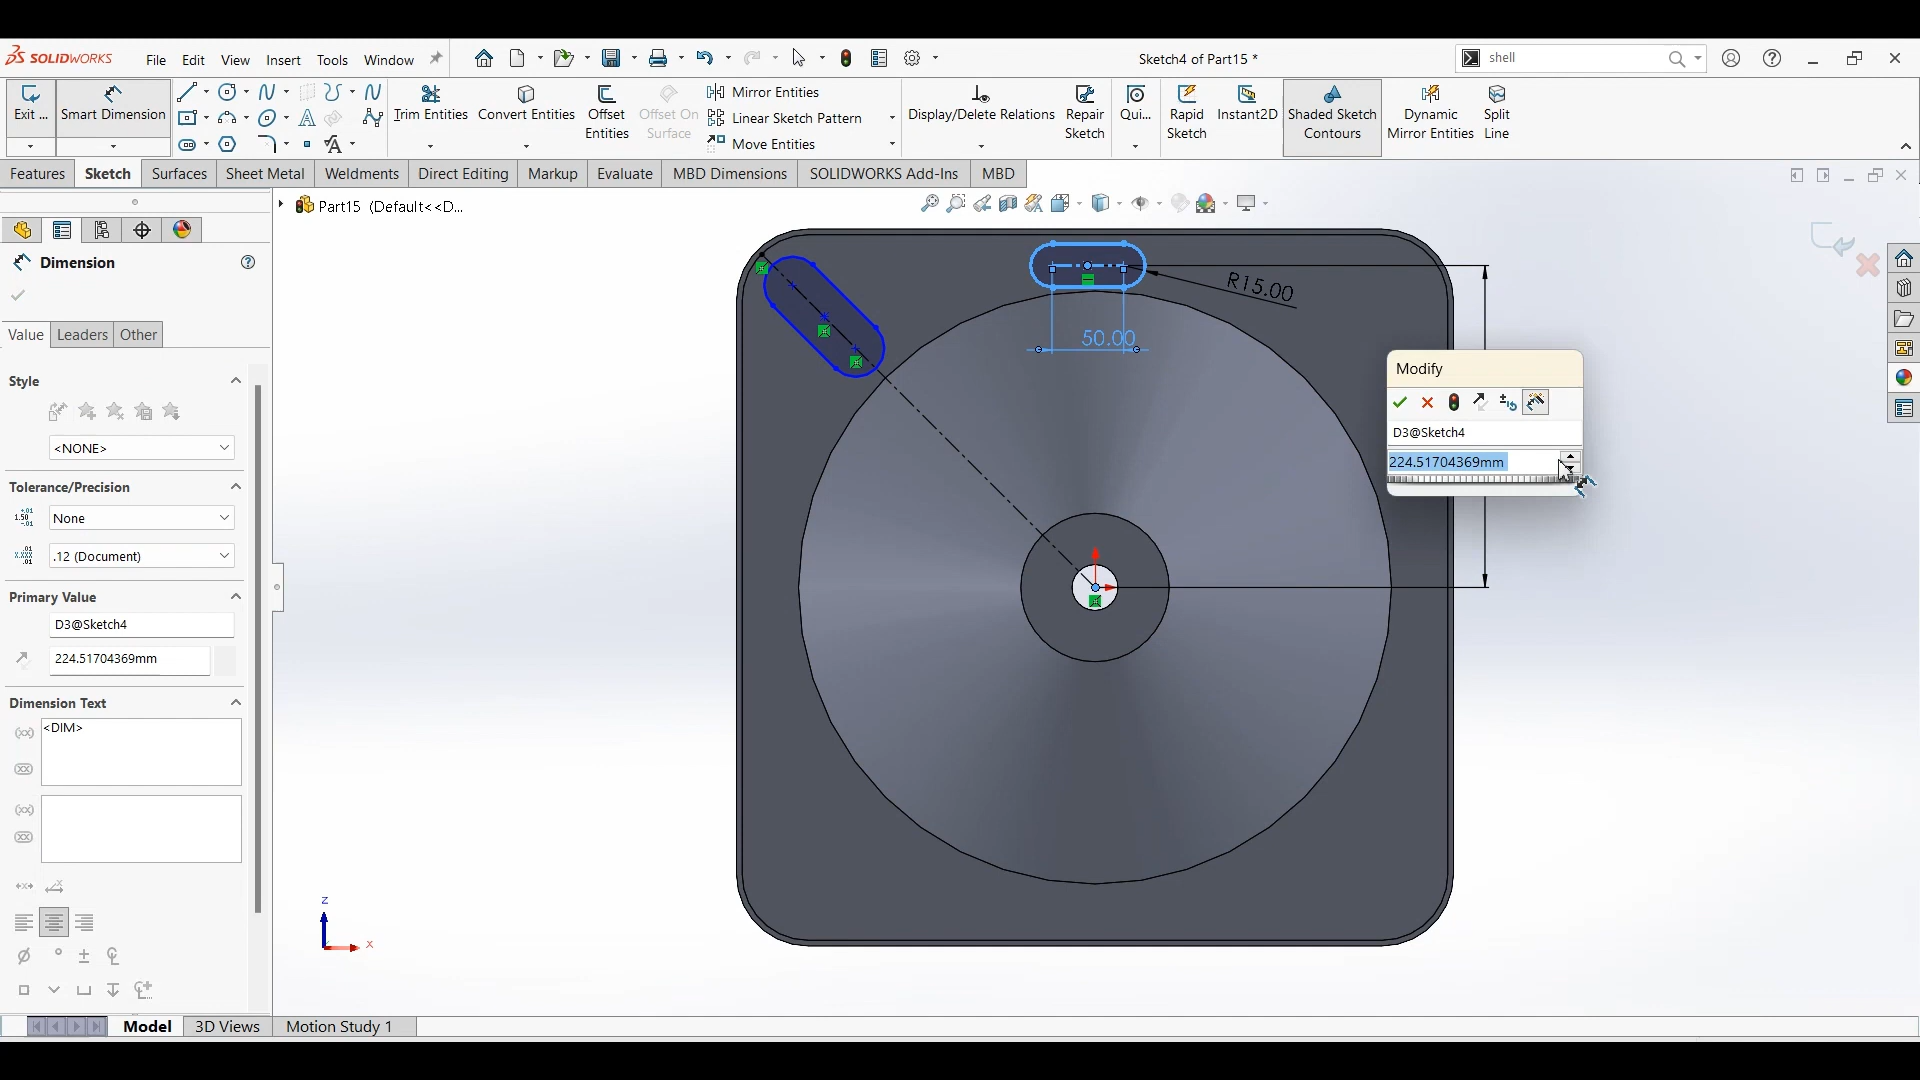 SOLIDWORKS File Edit View Insert Tools Window Sketch4 of Part15 * shell
Exit ... Smart Dimension Trim Entities Convert Entities Offset Entities Offset On Surface Mirror Entities Linear Sketch Pattern Move Entities Display/Delete Relations Repair Sketch Qui... Rapid Sketch Instant2D Shaded Sketch Contours Dynamic Mirror Entities Split Line
Features Sketch Surfaces Sheet Metal Weldments Direct Editing Markup Evaluate MBD Dimensions SOLIDWORKS Add-Ins MBD
Part15 (Default<<D...
Dimension
Value Leaders Other
Style
<NONE>
Tolerance/Precision
None
.12 (Document)
Primary Value
D3@Sketch4
224.51704369mm
Dimension Text
<DIM>
R15.00
50.00
Modify
D3@Sketch4
224.51704369mm
z
x
Model 3D Views Motion Study 1